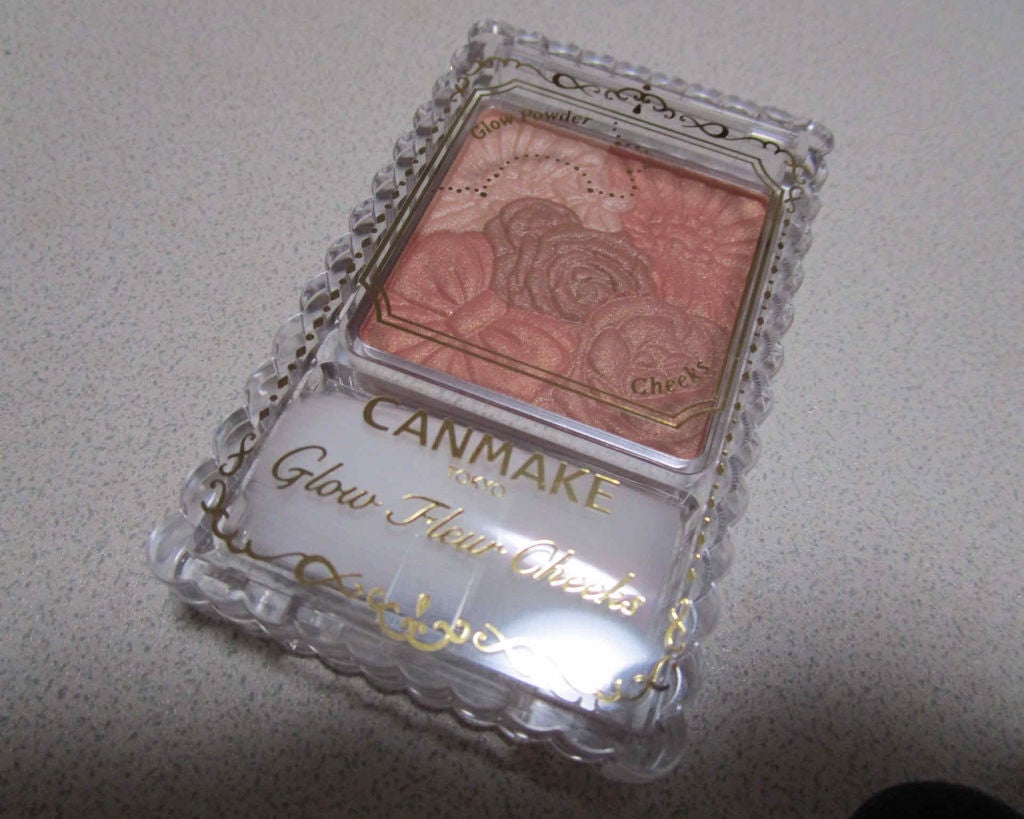 Glow Powder
Cheeks
CANMAKE
TOKYO
Glow Fleur Cheeks